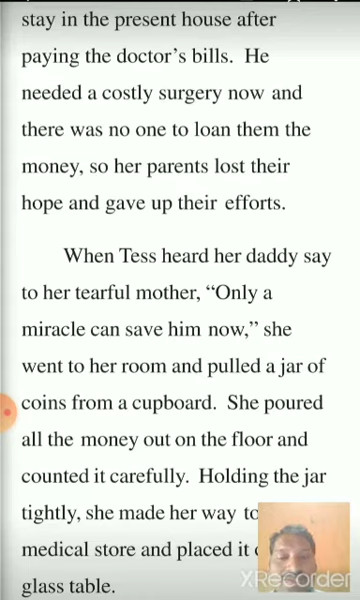 stay in the present house after
paying the doctor's bills. He
needed a costly surgery now and
there was no one to loan them the
money, so her parents lost their
hope and gave up their efforts.
When Tess heard her daddy say
to her tearful mother, “Only a
miracle can save him now,” she
went to her room and pulled a jar of
coins from a cupboard. She poured
all the money out on the floor and
counted it carefully. Holding the jar
tightly, she made her way to
medical store and placed it
glass table.
XRecorder